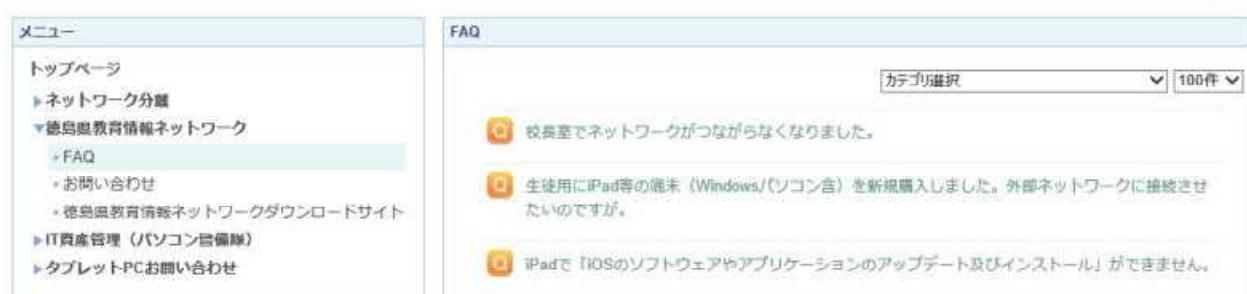 メニュー
トップページ
ネットワーク分離
徳島県教育情報ネットワーク
FAQ
お問い合わせ
徳島県教育情報ネットワークダウンロードサイト
IT資産管理（パソコン警備隊）
タブレットPCお問い合わせ
FAQ
カテゴリ選択 100件
Q 校長室でネットワークがつながらなくなりました。
Q 生徒用にiPad等の端末（Windowsパソコン含）を新規購入しました。外部ネットワークに接続させ
たいのですが。
Q iPadで「iOSのソフトウェアやアプリケーションのアップデート及びインストール」ができません。